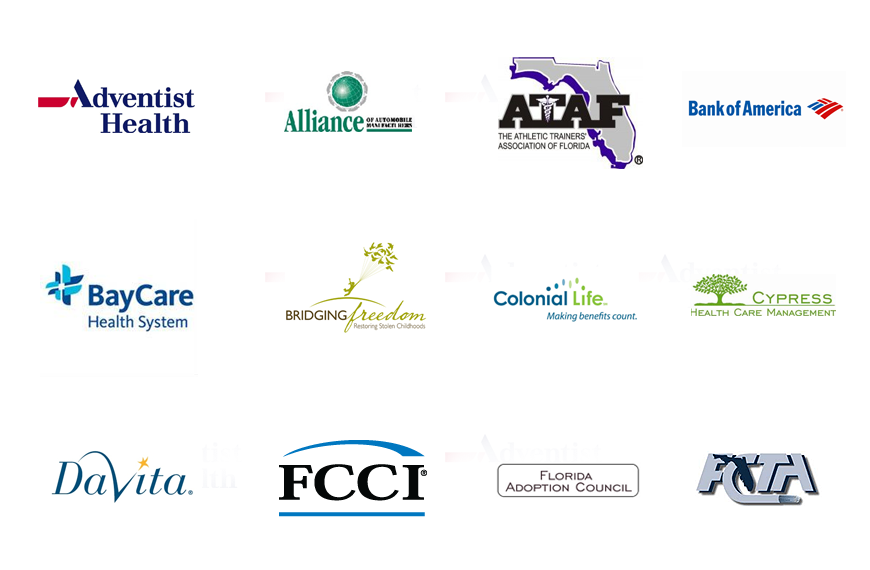 Adventist
Health
Alliance OF AUTOMOBILE
MANUFACTURERS
ATAF
THE ATHLETIC TRAINERS'
ASSOCIATION OF FLORIDA
®
Bank of America
BayCare
Health System
BRIDGING freedom
Restoring Stolen Childhoods
Colonial Life
Making benefits count.
CYPRESS
HEALTH CARE MANAGEMENT
DaVita®
FCCI®
FLORIDA
ADOPTION COUNCIL
FCTA